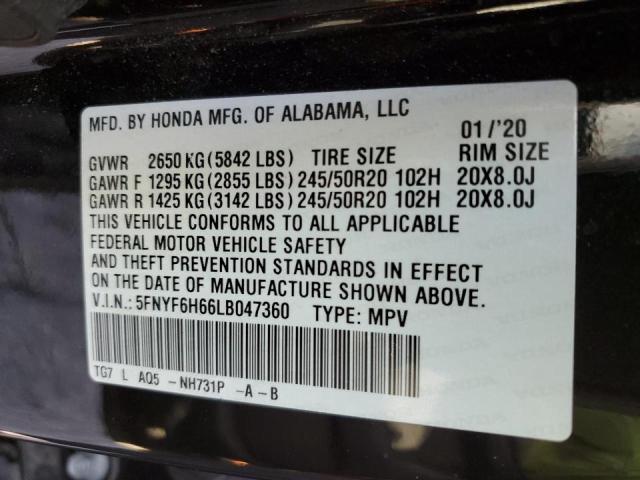 MFD. BY HONDA MFG. OF ALABAMA, LLC
01/'20
GVWR 2650 KG (5842 LBS) TIRE SIZE RIM SIZE
GAWR F 1295 KG (2855 LBS) 245/50R20 102H 20X8.0J
GAWR R 1425 KG (3142 LBS) 245/50R20 102H 20X8.0J
THIS VEHICLE CONFORMS TO ALL APPLICABLE
FEDERAL MOTOR VEHICLE SAFETY
AND THEFT PREVENTION STANDARDS IN EFFECT
ON THE DATE OF MANUFACTURE SHOWN ABOVE.
V.I.N.: 5FNYF6H66LB047360 TYPE: MPV
TG7 L AQ5 -NH731P -A-B